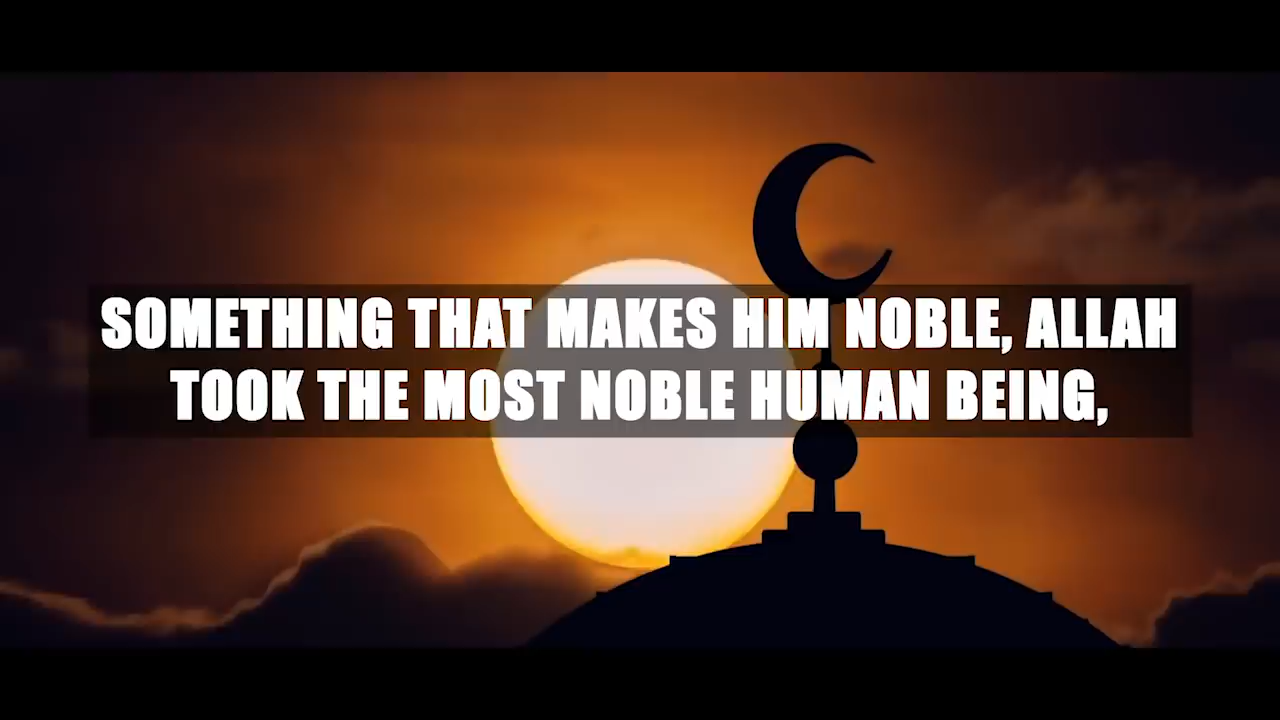 SOMETHING THAT MAKES HIM NOBLE, ALLAH
TOOK THE MOST NOBLE HUMAN BEING,